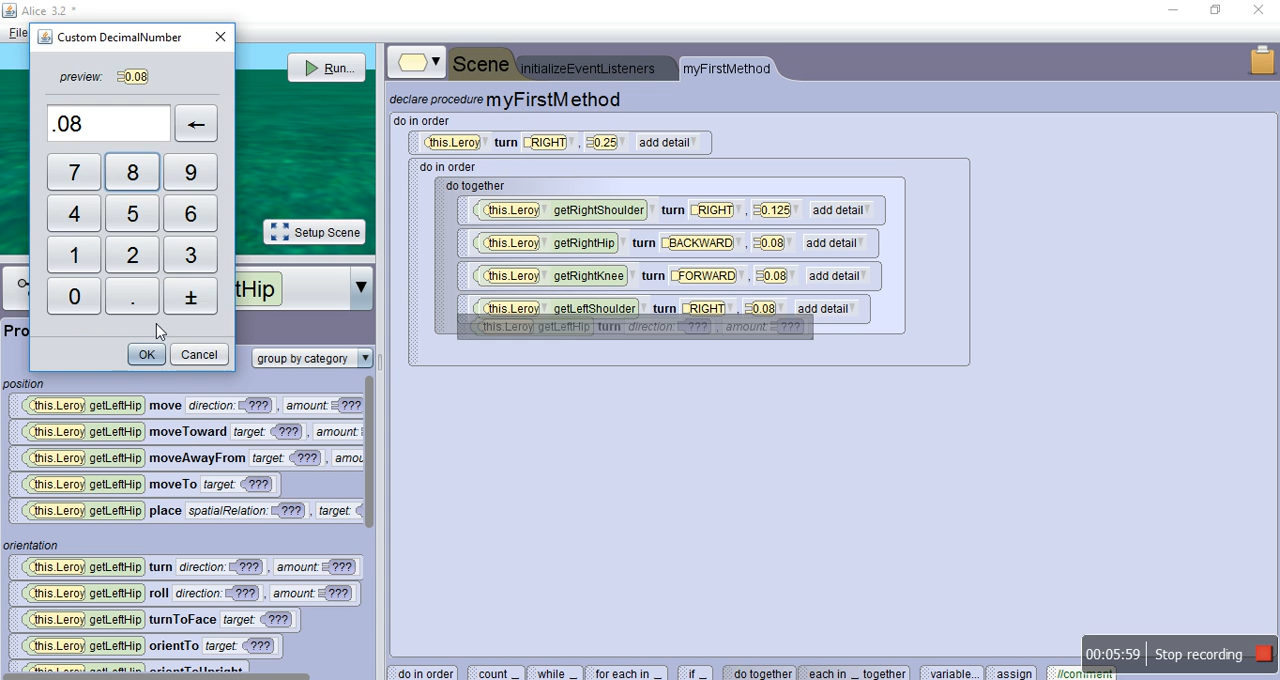 Alice 3.2 *
File
Custom DecimalNumber
preview: 0.08
.08
←
7 8 9
4 5 6
1 2 3
0 . ±
OK Cancel
Run...
Setup Scene
tHip
Pro
group by category
position
this.Leroy getLeftHip move direction: ??? , amount: ???
this.Leroy getLeftHip moveToward target: ??? , amount:
this.Leroy getLeftHip moveAwayFrom target: ??? , amou
this.Leroy getLeftHip moveTo target: ???
this.Leroy getLeftHip place spatialRelation: ??? , target:
orientation
this.Leroy getLeftHip turn direction: ??? , amount: ???
this.Leroy getLeftHip roll direction: ??? , amount: ???
this.Leroy getLeftHip turnToFace target: ???
this.Leroy getLeftHip orientTo target: ???
this.Leroy getLeftHip orientToUpright
Scene initializeEventListeners myFirstMethod
declare procedure myFirstMethod
do in order
this.Leroy turn RIGHT , 0.25 add detail
do in order
do together
this.Leroy getRightShoulder turn RIGHT , 0.125 add detail
this.Leroy getRightHip turn BACKWARD , 0.08 add detail
this.Leroy getRightKnee turn FORWARD , 0.08 add detail
this.Leroy getLeftShoulder turn RIGHT , 0.08 add detail
this.Leroy getLeftHip turn direction: ??? , amount: ???
do in order count _ while _ for each in _ if _ do together each in _ together variable... assign //comment
00:05:59 Stop recording